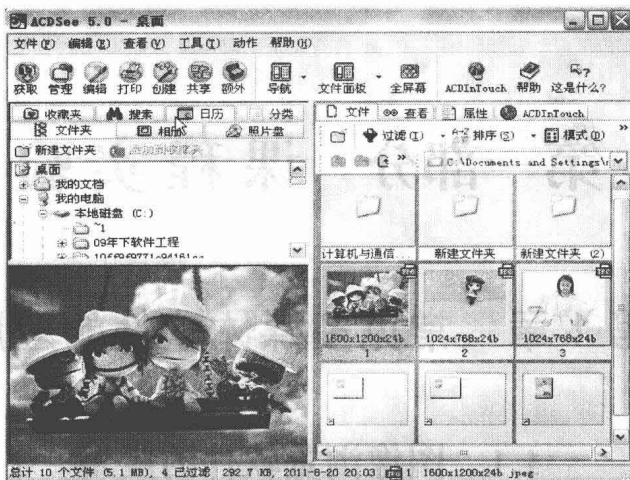 ACDSee 5.0 - 桌面
文件(F) 编辑(E) 查看(V) 工具(T) 动作 帮助(H)
获取 管理 编辑 打印 创建 共享 额外 导航 文件面板 全屏幕 ACDInTouch 帮助 这是什么?
收藏夹 搜索 日历 分类
文件夹 相册 照片盘
新建文件夹 添加到收藏夹
桌面
我的文档
我的电脑
本地磁盘 (C:)
~1
09年下软件工程
文件 查看 属性 ACDInTouch
过滤(I) 排序(S) 模式(D) »
» C:\Documents and Settings\
计算机与通信 新建文件夹 新建文件夹 (2)
1600x1200x24b 1024x768x24b 1024x768x24b
1 2 3
总计 10 个文件 (5.1 MB), 4 已过滤 292.7 KB, 2011-6-20 20:03 1 1600x1200x24b jpeg